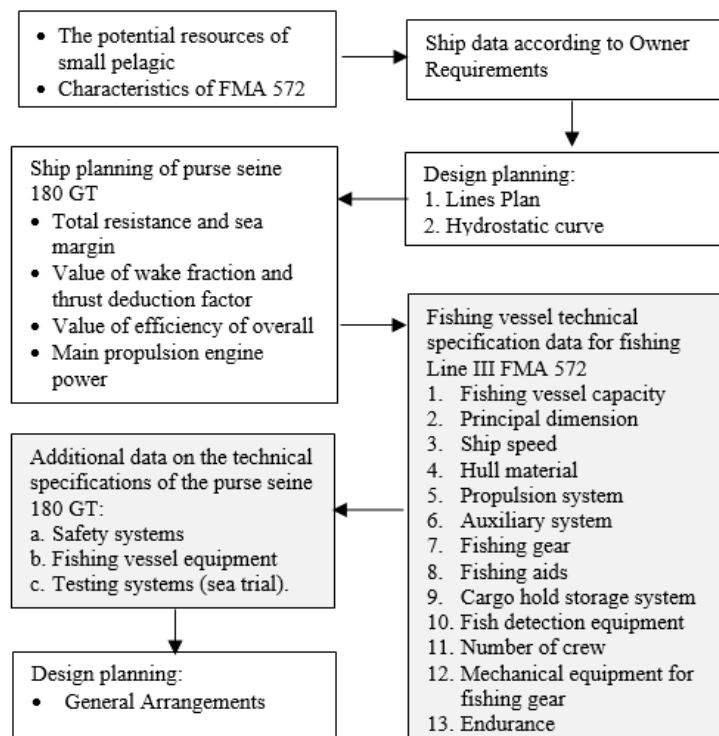 • The potential resources of
small pelagic
• Characteristics of FMA 572
Ship data according to Owner
Requirements
Design planning:
1. Lines Plan
2. Hydrostatic curve
Ship planning of purse seine
180 GT
• Total resistance and sea
margin
• Value of wake fraction and
thrust deduction factor
• Value of efficiency of overall
• Main propulsion engine
power
Fishing vessel technical
specification data for fishing
Line III FMA 572
1. Fishing vessel capacity
2. Principal dimension
3. Ship speed
4. Hull material
5. Propulsion system
6. Auxiliary system
7. Fishing gear
8. Fishing aids
9. Cargo hold storage system
10. Fish detection equipment
11. Number of crew
12. Mechanical equipment for
fishing gear
13. Endurance
Additional data on the technical
specifications of the purse seine
180 GT:
a. Safety systems
b. Fishing vessel equipment
c. Testing systems (sea trial).
Design planning:
• General Arrangements